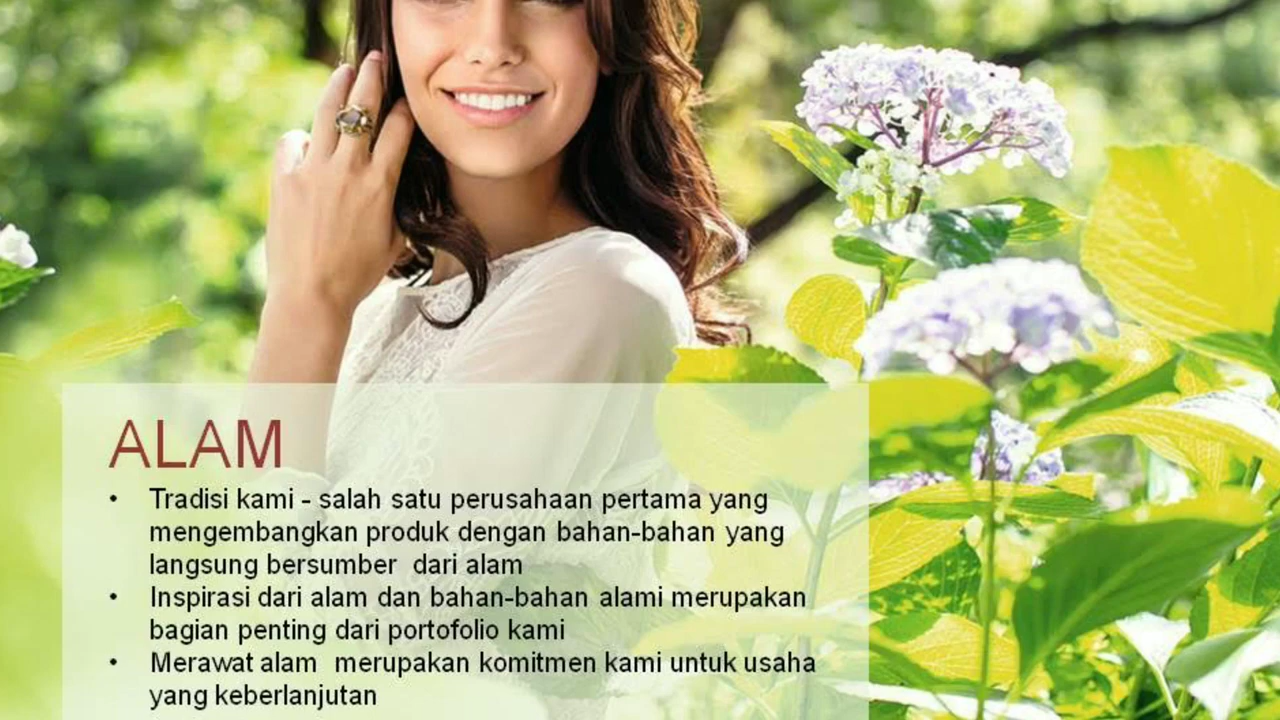 ALAM
• Tradisi kami - salah satu perusahaan pertama yang
mengembangkan produk dengan bahan-bahan yang
langsung bersumber dari alam
• Inspirasi dari alam dan bahan-bahan alami merupakan
bagian penting dari portofolio kami
• Merawat alam merupakan komitmen kami untuk usaha
yang keberlanjutan